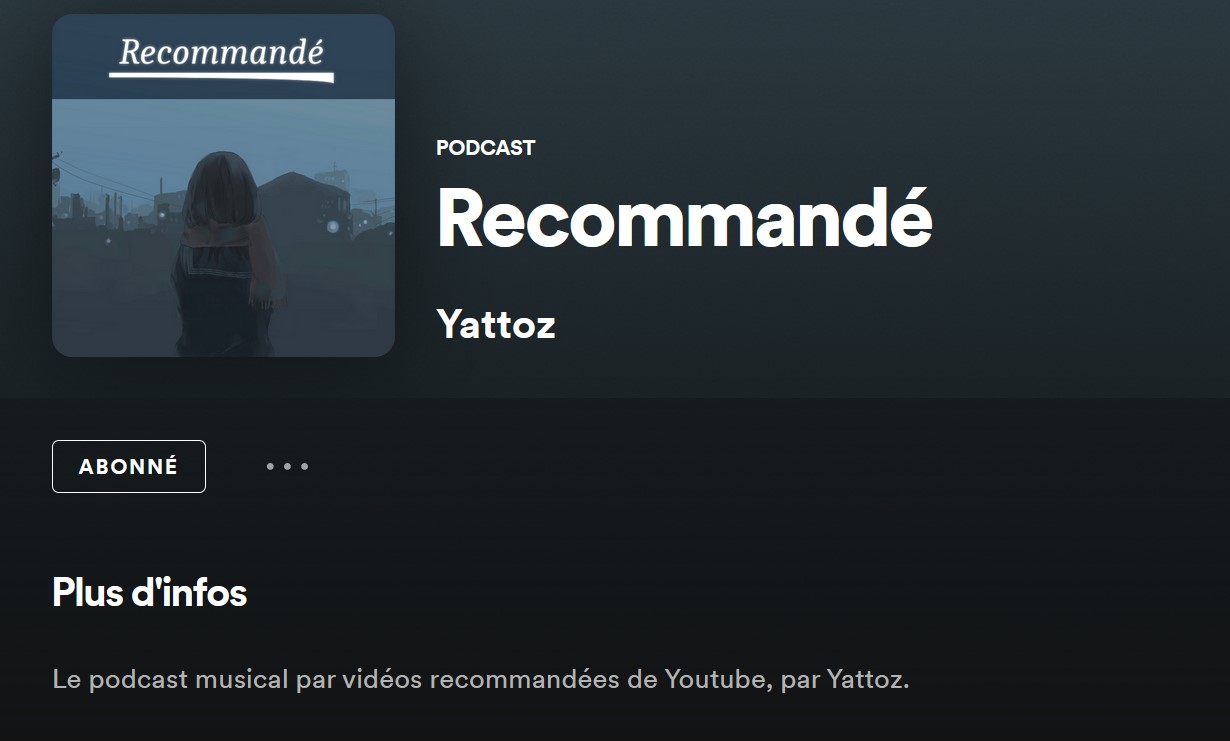 Recommandé
PODCAST
Recommandé
Yattoz
ABONNÉ
Plus d'infos
Le podcast musical par vidéos recommandées de Youtube, par Yattoz.